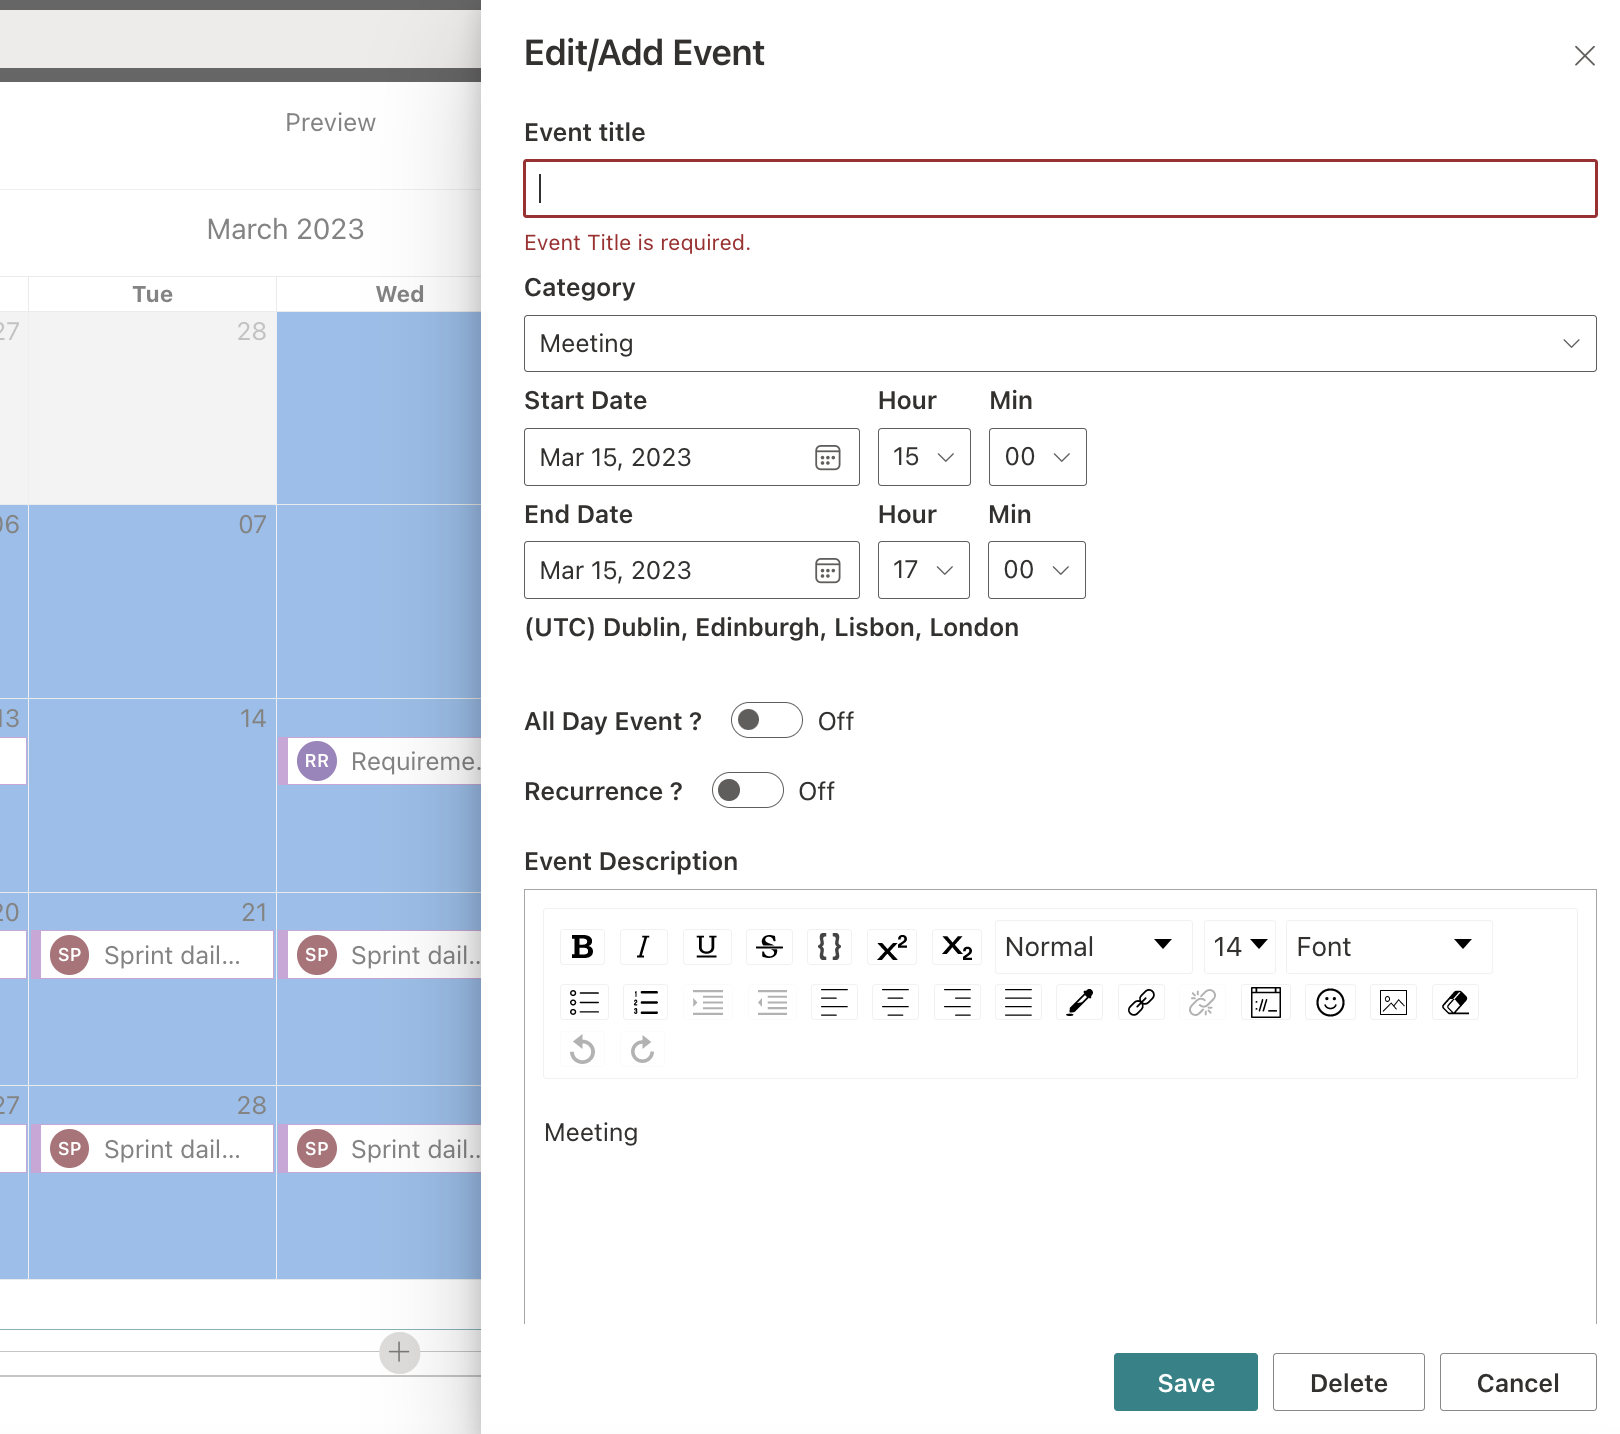 Preview
March 2023
Tue Wed
27 28
06 07
13 14
RR Requireme.
20 21
SP Sprint dail... SP Sprint dail..
27 28
SP Sprint dail... SP Sprint dail..
Edit/Add Event
Event title
Event Title is required.
Category
Meeting
Start Date Hour Min
Mar 15, 2023 15 00
End Date Hour Min
Mar 15, 2023 17 00
(UTC) Dublin, Edinburgh, Lisbon, London
All Day Event ? Off
Recurrence ? Off
Event Description
B I U S {} X² X₂ Normal 14 Font
Meeting
Save Delete Cancel